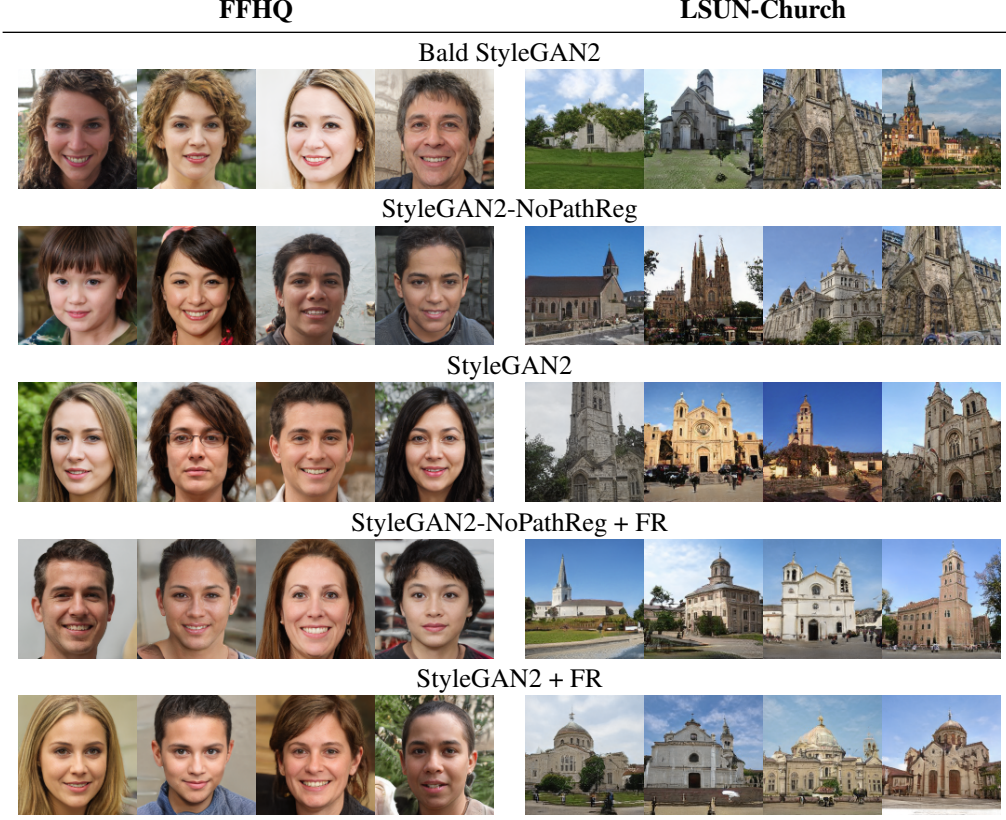 FFHQ
LSUN-Church
Bald StyleGAN2
StyleGAN2-NoPathReg
StyleGAN2
StyleGAN2-NoPathReg + FR
StyleGAN2 + FR